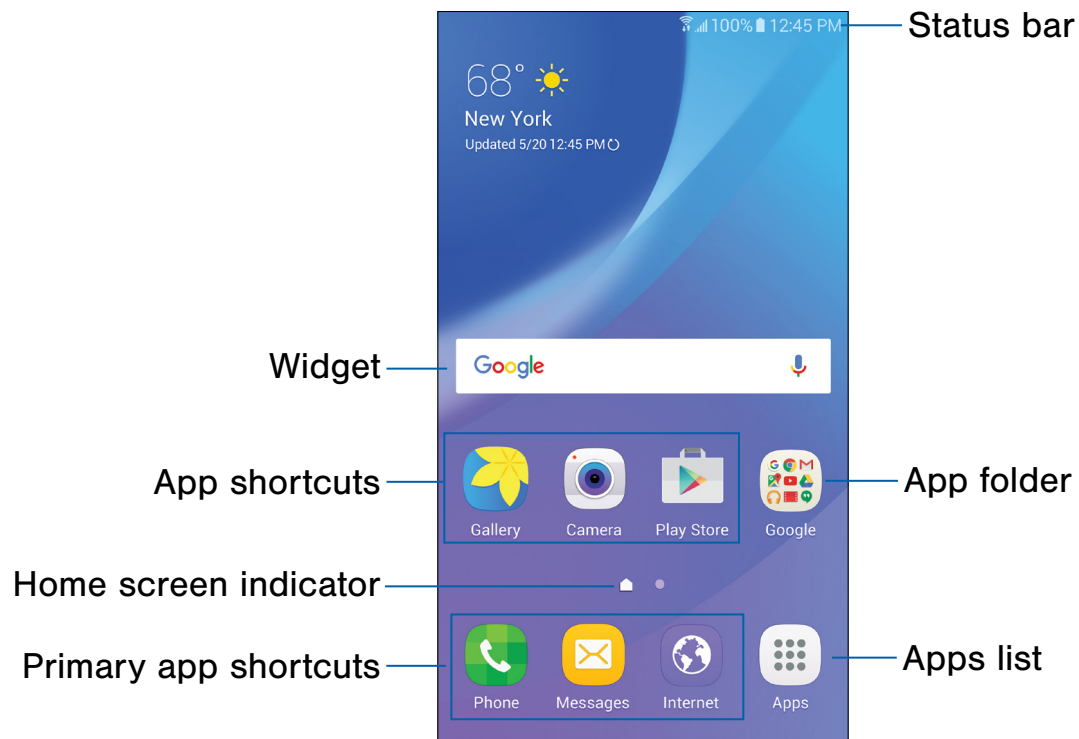 100% 12:45 PM
Status bar
68°
New York
Updated 5/20 12:45 PM
Widget
Google
App shortcuts
App folder
Gallery Camera Play Store Google
Home screen indicator
Primary app shortcuts
Apps list
Phone Messages Internet Apps